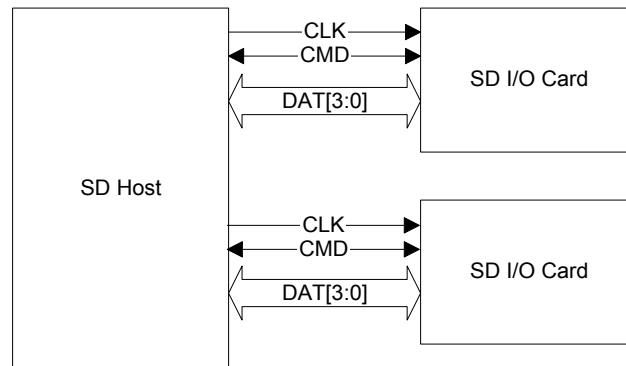 CLK
CMD
DAT[3:0]
SD I/O Card
SD Host
CLK
CMD
DAT[3:0]
SD I/O Card